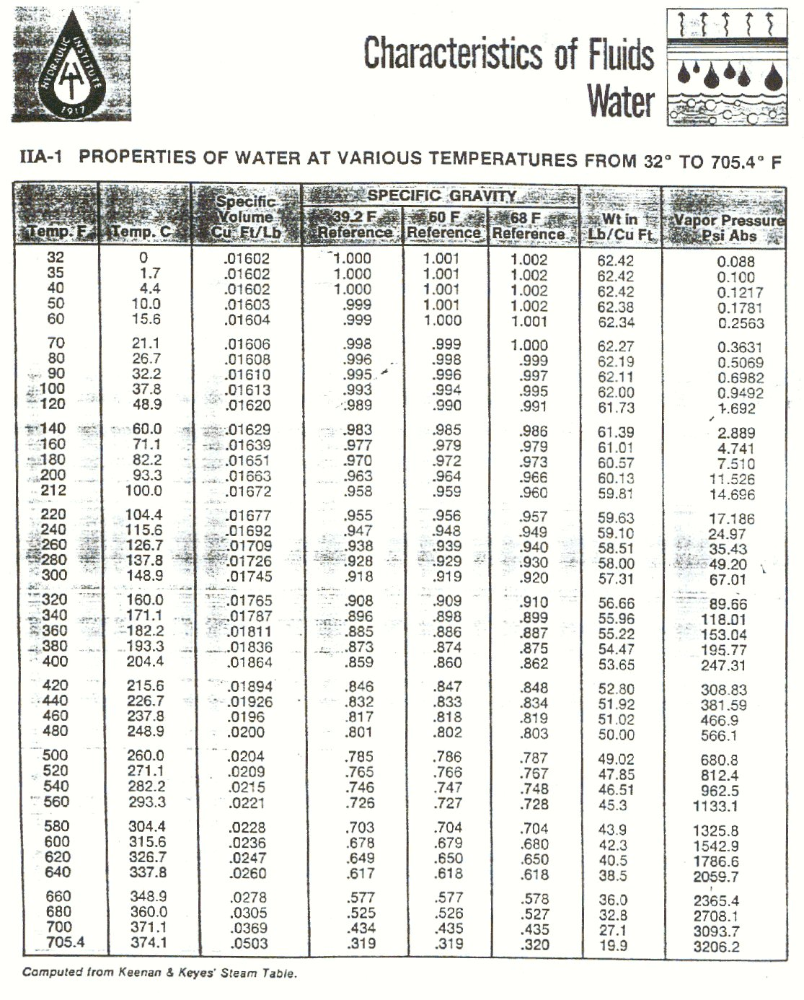 HYDRAULIC INSTITUTE
1917
Characteristics of Fluids
Water
IIA-1 PROPERTIES OF WATER AT VARIOUS TEMPERATURES FROM 32° TO 705.4° F
Temp. F Temp. C Specific Volume Cu Ft/Lb SPECIFIC GRAVITY 39.2 F Reference 60 F Reference 68 F Reference Wt in Lb/Cu Ft Vapor Pressure Psi Abs
32 0 .01602 1.000 1.001 1.002 62.42 0.088
35 1.7 .01602 1.000 1.001 1.002 62.42 0.100
40 4.4 .01602 1.000 1.001 1.002 62.42 0.1217
50 10.0 .01603 .999 1.001 1.002 62.38 0.1781
60 15.6 .01604 .999 1.000 1.001 62.34 0.2563
70 21.1 .01606 .998 .999 1.000 62.27 0.3631
80 26.7 .01608 .996 .998 .999 62.19 0.5069
90 32.2 .01610 .995 .996 .997 62.11 0.6982
100 37.8 .01613 .993 .994 .995 62.00 0.9492
120 48.9 .01620 .989 .990 .991 61.73 1.692
140 60.0 .01629 .983 .985 .986 61.39 2.889
160 71.1 .01639 .977 .979 .979 61.01 4.741
180 82.2 .01651 .970 .972 .973 60.57 7.510
200 93.3 .01663 .963 .964 .966 60.13 11.526
212 100.0 .01672 .958 .959 .960 59.81 14.696
220 104.4 .01677 .955 .956 .957 59.63 17.186
240 115.6 .01692 .947 .948 .949 59.10 24.97
260 126.7 .01709 .938 .939 .940 58.51 35.43
280 137.8 .01726 .928 .929 .930 58.00 49.20
300 148.9 .01745 .918 .919 .920 57.31 67.01
320 160.0 .01765 .908 .909 .910 56.66 89.66
340 171.1 .01787 .896 .898 .899 55.96 118.01
360 182.2 .01811 .885 .886 .887 55.22 153.04
380 193.3 .01836 .873 .874 .875 54.47 195.77
400 204.4 .01864 .859 .860 .862 53.65 247.31
420 215.6 .01894 .846 .847 .848 52.80 308.83
440 226.7 .01926 .832 .833 .834 51.92 381.59
460 237.8 .0196 .817 .818 .819 51.02 466.9
480 248.9 .0200 .801 .802 .803 50.00 566.1
500 260.0 .0204 .785 .786 .787 49.02 680.8
520 271.1 .0209 .765 .766 .767 47.85 812.4
540 282.2 .0215 .746 .747 .748 46.51 962.5
560 293.3 .0221 .726 .727 .728 45.3 1133.1
580 304.4 .0228 .703 .704 .704 43.9 1325.8
600 315.6 .0236 .678 .679 .680 42.3 1542.9
620 326.7 .0247 .649 .650 .650 40.5 1786.6
640 337.8 .0260 .617 .618 .618 38.5 2059.7
660 348.9 .0278 .577 .577 .578 36.0 2365.4
680 360.0 .0305 .525 .526 .527 32.8 2708.1
700 371.1 .0369 .434 .435 .435 27.1 3093.7
705.4 374.1 .0503 .319 .319 .320 19.9 3206.2
Computed from Keenan & Keyes' Steam Table.